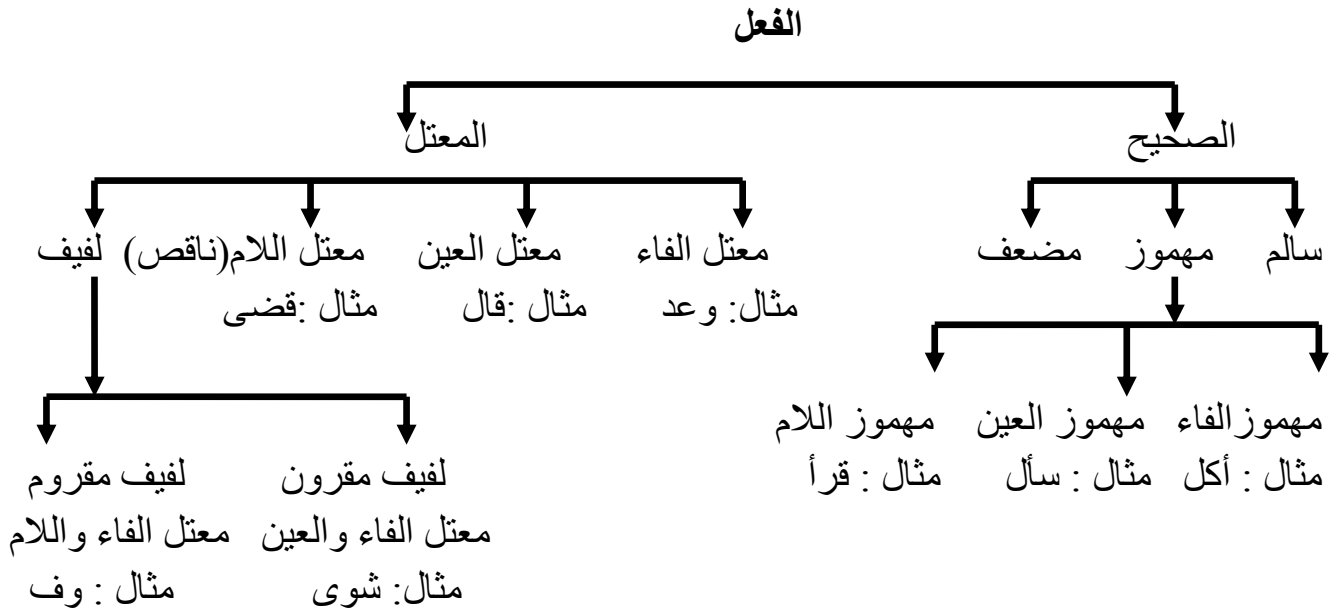 الفعل
الصحيح
المعتل
سالم
مهموز
مضعف
معتل الفاء
مثال: وعد
معتل العين
مثال :قال
معتل اللام(ناقص)
مثال :قضى
لفيف
مهموز الفاء
مثال : أكل
مهموز العين
مثال : سأل
مهموز اللام
مثال : قرأ
لفيف مقرون
معتل الفاء والعين
مثال: شوى
لفيف مقروم
معتل الفاء واللام
مثال : وف